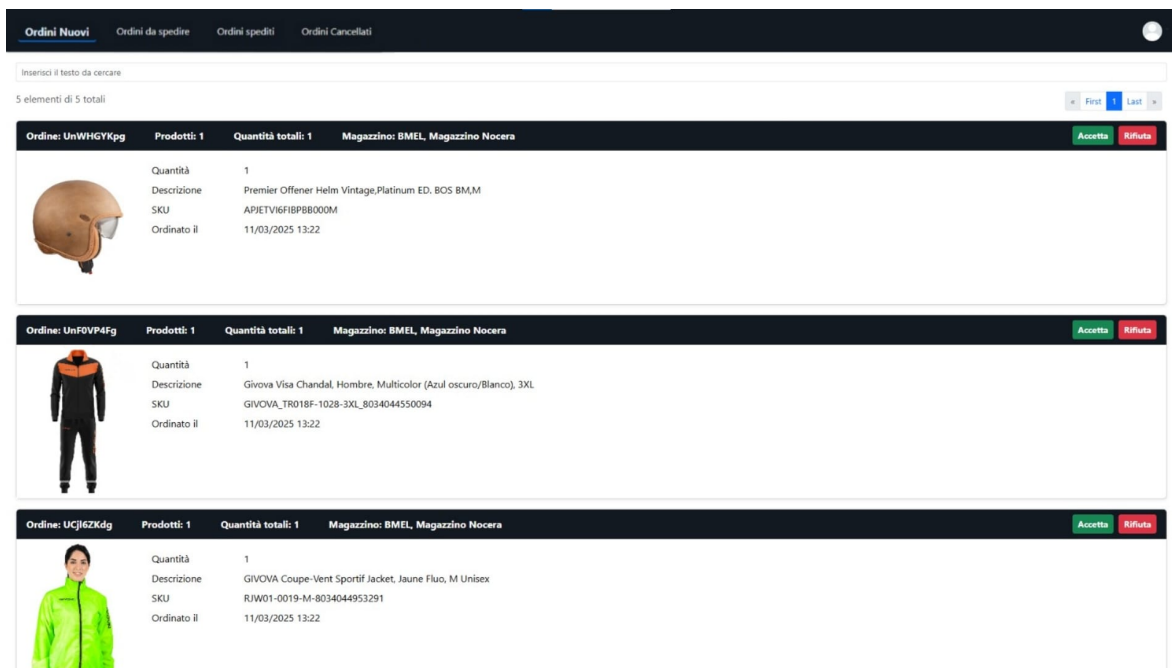 Ordini Nuovi Ordini da spedire Ordini spediti Ordini Cancellati
Inserisci il testo da cercare
5 elementi di 5 totali « First 1 Last »
Ordine: UnWHGYKpg Prodotti: 1 Quantità totali: 1 Magazzino: BMEL, Magazzino Nocera Accetta Rifiuta
Quantità 1
Descrizione Premier Offener Helm Vintage,Platinum ED. BOS BM,M
SKU APJETVI6FIBPBB000M
Ordinato il 11/03/2025 13:22
Ordine: UnF0VP4Fg Prodotti: 1 Quantità totali: 1 Magazzino: BMEL, Magazzino Nocera Accetta Rifiuta
Quantità 1
Descrizione Givova Visa Chandal, Hombre, Multicolor (Azul oscuro/Blanco), 3XL
SKU GIVOVA_TR018F-1028-3XL_8034044550094
Ordinato il 11/03/2025 13:22
Ordine: UCjl6ZKdg Prodotti: 1 Quantità totali: 1 Magazzino: BMEL, Magazzino Nocera Accetta Rifiuta
Quantità 1
Descrizione GIVOVA Coupe-Vent Sportif Jacket, Jaune Fluo, M Unisex
SKU RJW01-0019-M-8034044953291
Ordinato il 11/03/2025 13:22